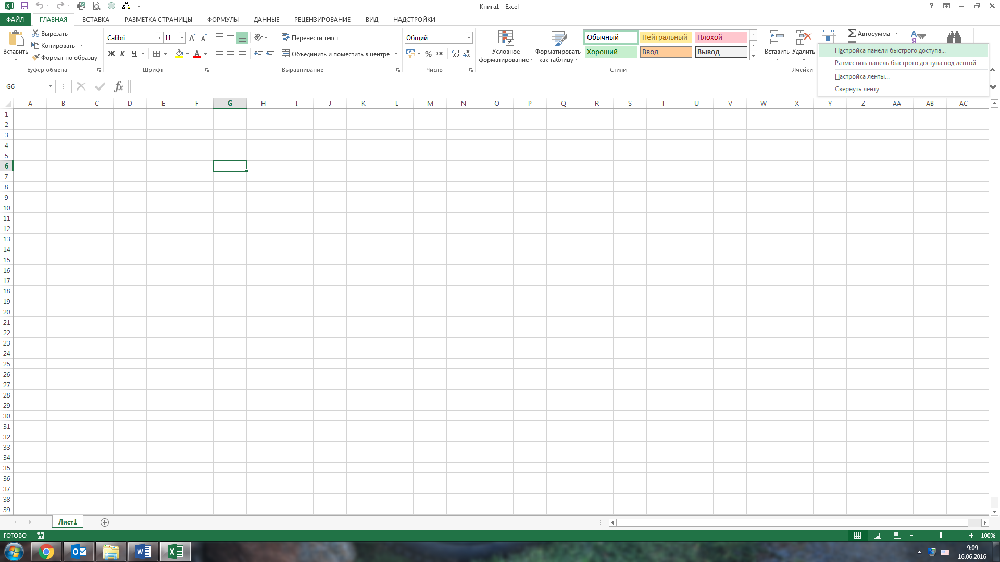 Книга1 - Excel
ФАЙЛ ГЛАВНАЯ ВСТАВКА РАЗМЕТКА СТРАНИЦЫ ФОРМУЛЫ ДАННЫЕ РЕЦЕНЗИРОВАНИЕ ВИД НАДСТРОЙКИ
Вставить
Вырезать
Копировать
Формат по образцу
Буфер обмена
Calibri 11
Ж К Ч
Шрифт
Перенести текст
Объединить и поместить в центре
Выравнивание
Общий
% 000
Число
Условное
форматирование
Форматировать
как таблицу
Обычный Нейтральный Плохой
Хороший Ввод Вывод
Стили
Вставить Удалить
Ячейки
Автосумма
Настройка панели быстрого доступа...
Разместить панель быстрого доступа под лентой
Настройка ленты...
Свернуть ленту
G6
fx
A B C D E F G H I J K L M N O P Q R S T U V W X Y Z AA AB AC
1
2
3
4
5
6
7
8
9
10
11
12
13
14
15
16
17
18
19
20
21
22
23
24
25
26
27
28
29
30
31
32
33
34
35
36
37
38
39
Лист1
ГОТОВО
100%
9:09
16.06.2016